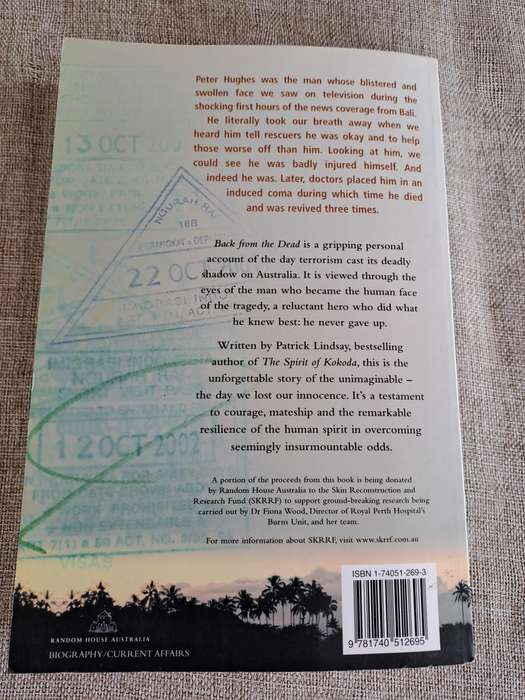 Peter Hughes was the man whose blistered and
swollen face we saw on television during the
shocking first hours of the news coverage from Bali.
He literally took our breath away when we
heard him tell rescuers he was okay and to help
those worse off than him. Looking at him, we
could see he was badly injured himself. And
indeed he was. Later, doctors placed him in an
induced coma during which time he died
and was revived three times.
13 OCT 200
NGURAH RAI
168
22 OC
Back from the Dead is a gripping personal
account of the day terrorism cast its deadly
shadow on Australia. It is viewed through the
eyes of the man who became the human face
of the tragedy, a reluctant hero who did what
he knew best: he never gave up.
Written by Patrick Lindsay, bestselling
author of The Spirit of Kokoda, this is the
unforgettable story of the unimaginable –
the day we lost our innocence. It's a testament
to courage, mateship and the remarkable
resilience of the human spirit in overcoming
seemingly insurmountable odds.
12 OCT 2002
VISAS
A portion of the proceeds from this book is being donated
by Random House Australia to the Skin Reconstruction and
Research Fund (SKRRF) to support ground-breaking research being
carried out by Dr Fiona Wood, Director of Royal Perth Hospital's
Burns Unit, and her team.
For more information about SKRRF, visit www.skrrf.com.au
ISBN 1-74051-269-3
9 781740 512695
RANDOM HOUSE AUSTRALIA
BIOGRAPHY/CURRENT AFFAIRS